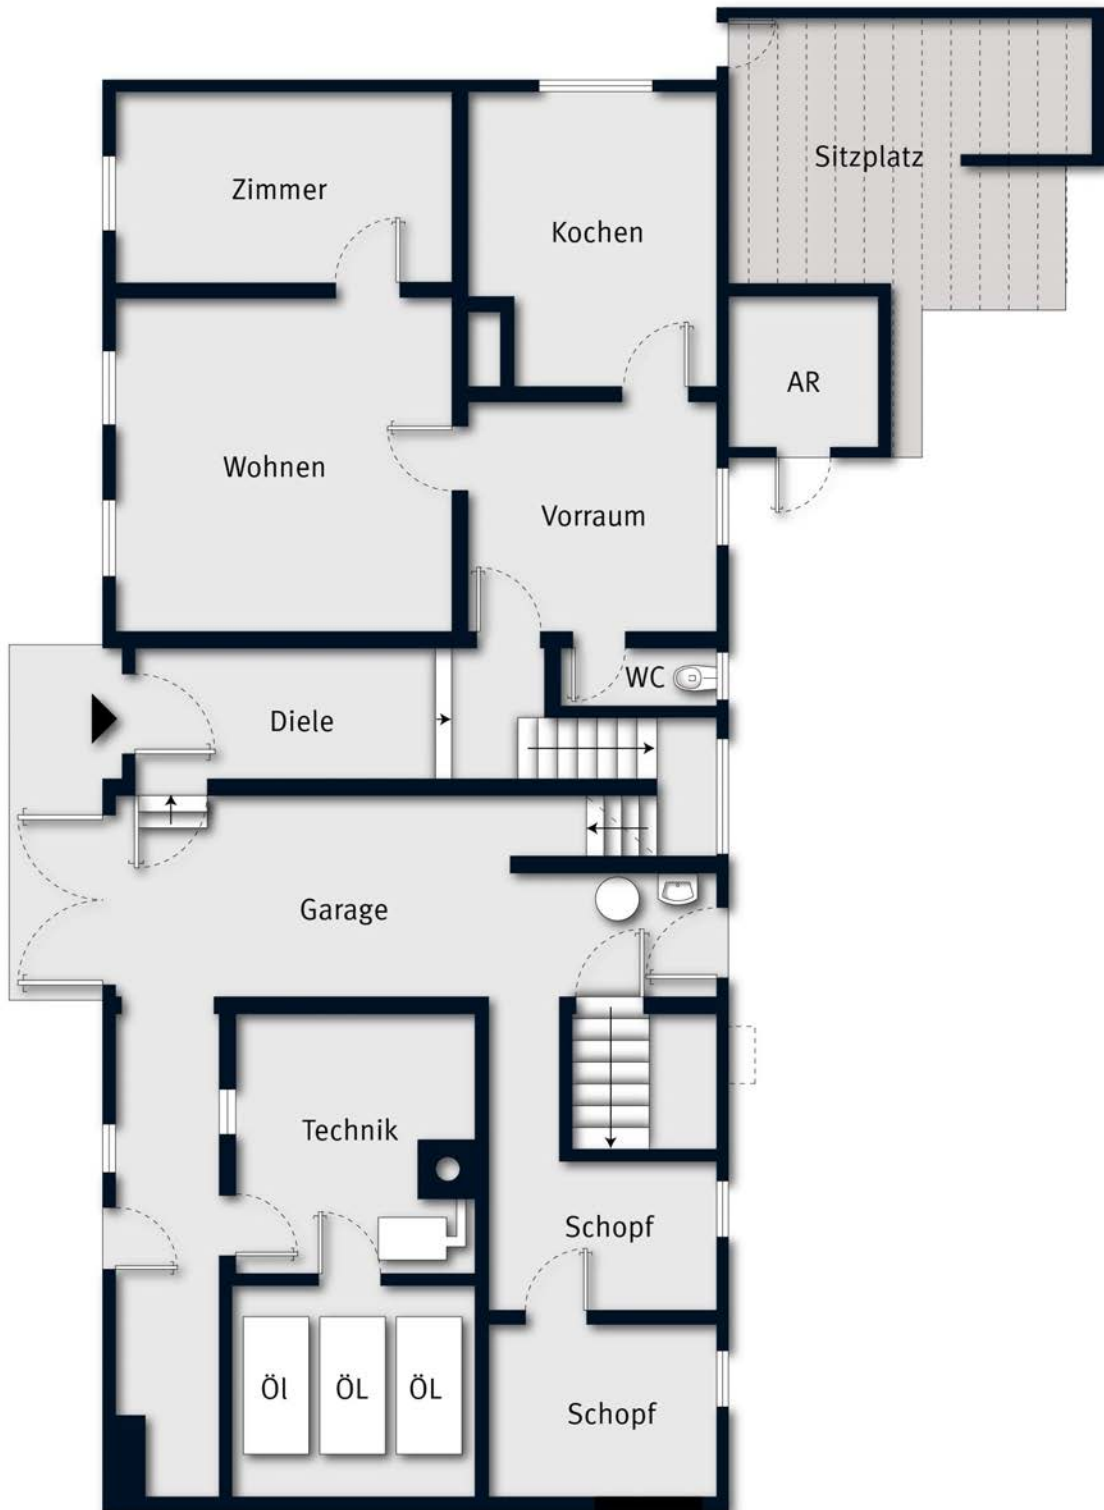 Sitzplatz
Zimmer
Kochen
AR
Wohnen
Vorraum
WC
Diele
Garage
Technik
Schopf
Öl ÖL ÖL
Schopf